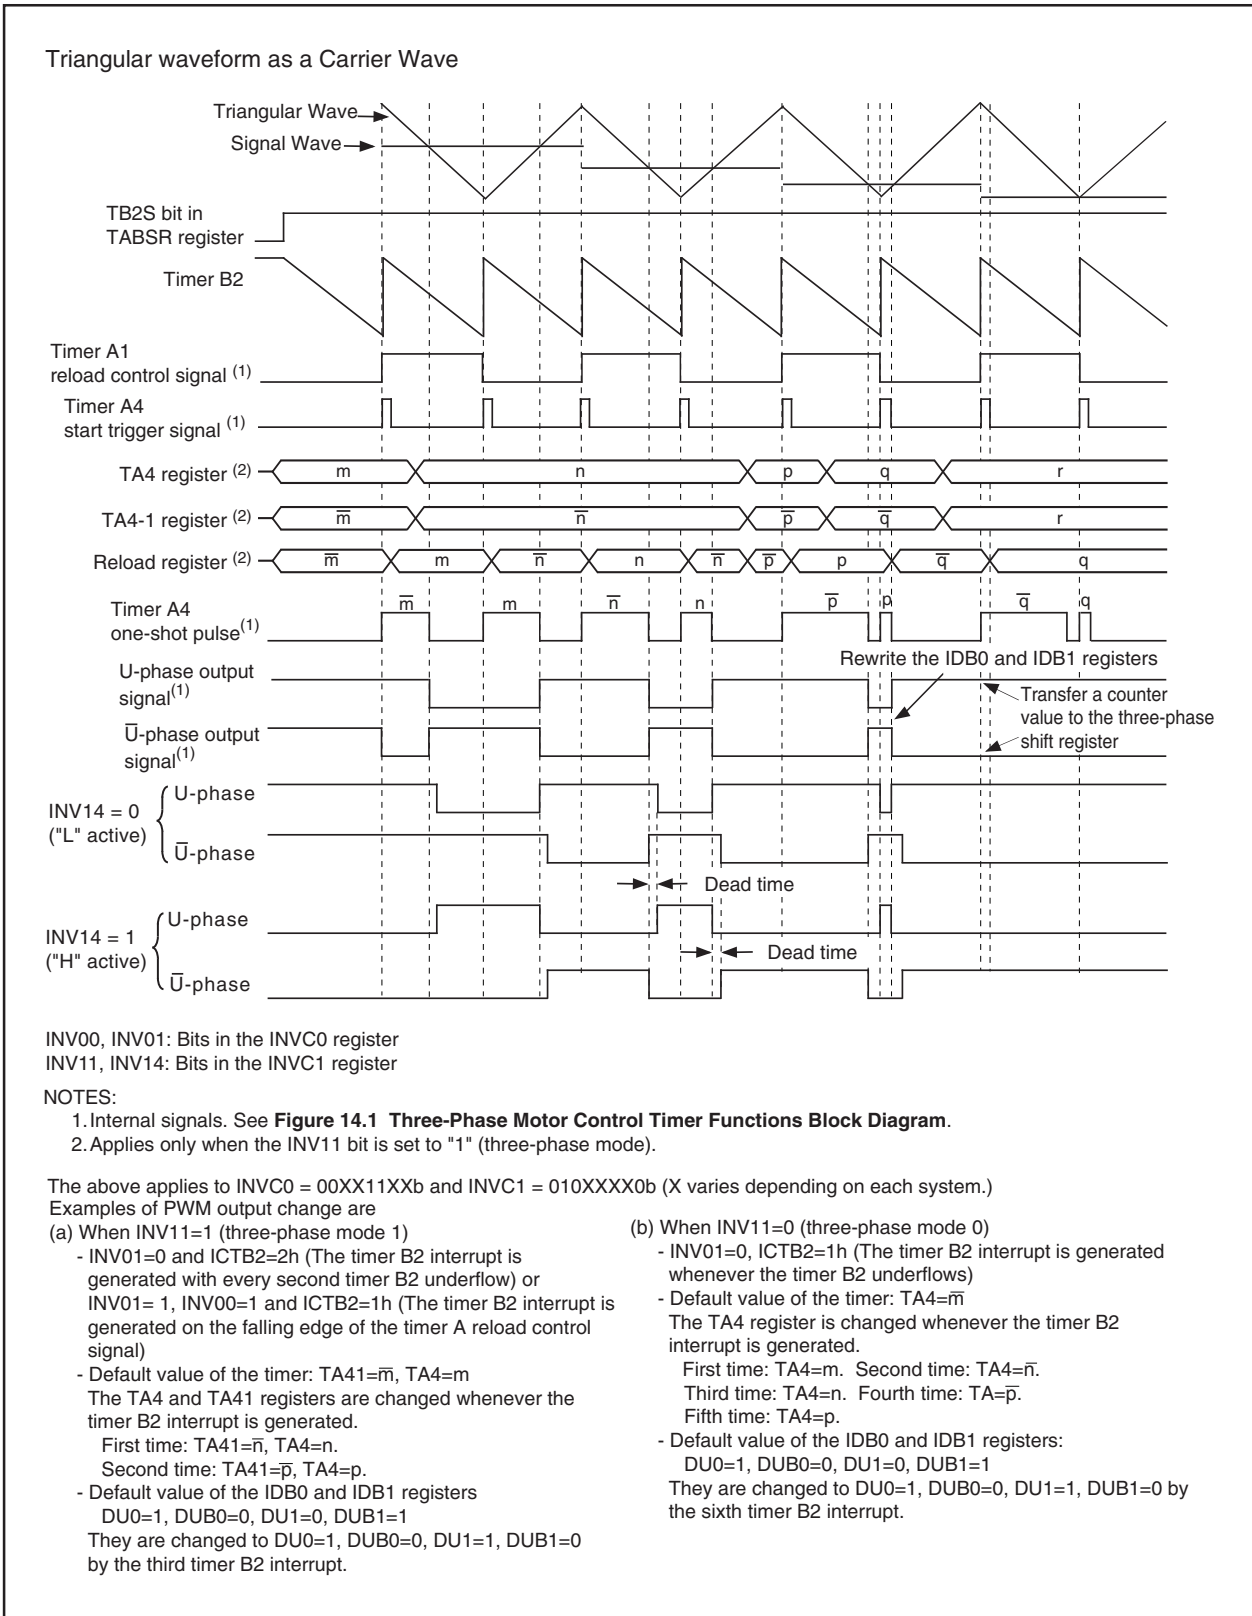 Triangular waveform as a Carrier Wave
Triangular Wave
Signal Wave
TB2S bit in
TABSR register
Timer B2
Timer A1
reload control signal (1)
Timer A4
start trigger signal (1)
TA4 register (2)
m n p q r
TA4-1 register (2)
m̅ n̅ p̅ q̅ r
Reload register (2)
m̅ m n̅ n n̅ p̅ p q̅ q
Timer A4
one-shot pulse(1)
m̅ m n̅ n p̅ p q̅ q
Rewrite the IDB0 and IDB1 registers
U-phase output
signal(1)
Transfer a counter
value to the three-phase
shift register
U̅-phase output
signal(1)
INV14 = 0
("L" active)
U-phase
U̅-phase
Dead time
INV14 = 1
("H" active)
U-phase
Dead time
U̅-phase
INV00, INV01: Bits in the INVC0 register
INV11, INV14: Bits in the INVC1 register
NOTES:
1. Internal signals. See Figure 14.1 Three-Phase Motor Control Timer Functions Block Diagram.
2. Applies only when the INV11 bit is set to "1" (three-phase mode).
The above applies to INVC0 = 00XX11XXb and INVC1 = 010XXXX0b (X varies depending on each system.)
Examples of PWM output change are
(a) When INV11=1 (three-phase mode 1)
- INV01=0 and ICTB2=2h (The timer B2 interrupt is
generated with every second timer B2 underflow) or
INV01= 1, INV00=1 and ICTB2=1h (The timer B2 interrupt is
generated on the falling edge of the timer A reload control
signal)
- Default value of the timer: TA41=m̅, TA4=m
The TA4 and TA41 registers are changed whenever the
timer B2 interrupt is generated.
First time: TA41=n̅, TA4=n.
Second time: TA41=p̅, TA4=p.
- Default value of the IDB0 and IDB1 registers
DU0=1, DUB0=0, DU1=0, DUB1=1
They are changed to DU0=1, DUB0=0, DU1=1, DUB1=0
by the third timer B2 interrupt.
(b) When INV11=0 (three-phase mode 0)
- INV01=0, ICTB2=1h (The timer B2 interrupt is generated
whenever the timer B2 underflows)
- Default value of the timer: TA4=m̅
The TA4 register is changed whenever the timer B2
interrupt is generated.
First time: TA4=m. Second time: TA4=n̅.
Third time: TA4=n. Fourth time: TA=p̅.
Fifth time: TA4=p.
- Default value of the IDB0 and IDB1 registers:
DU0=1, DUB0=0, DU1=0, DUB1=1
They are changed to DU0=1, DUB0=0, DU1=1, DUB1=0 by
the sixth timer B2 interrupt.